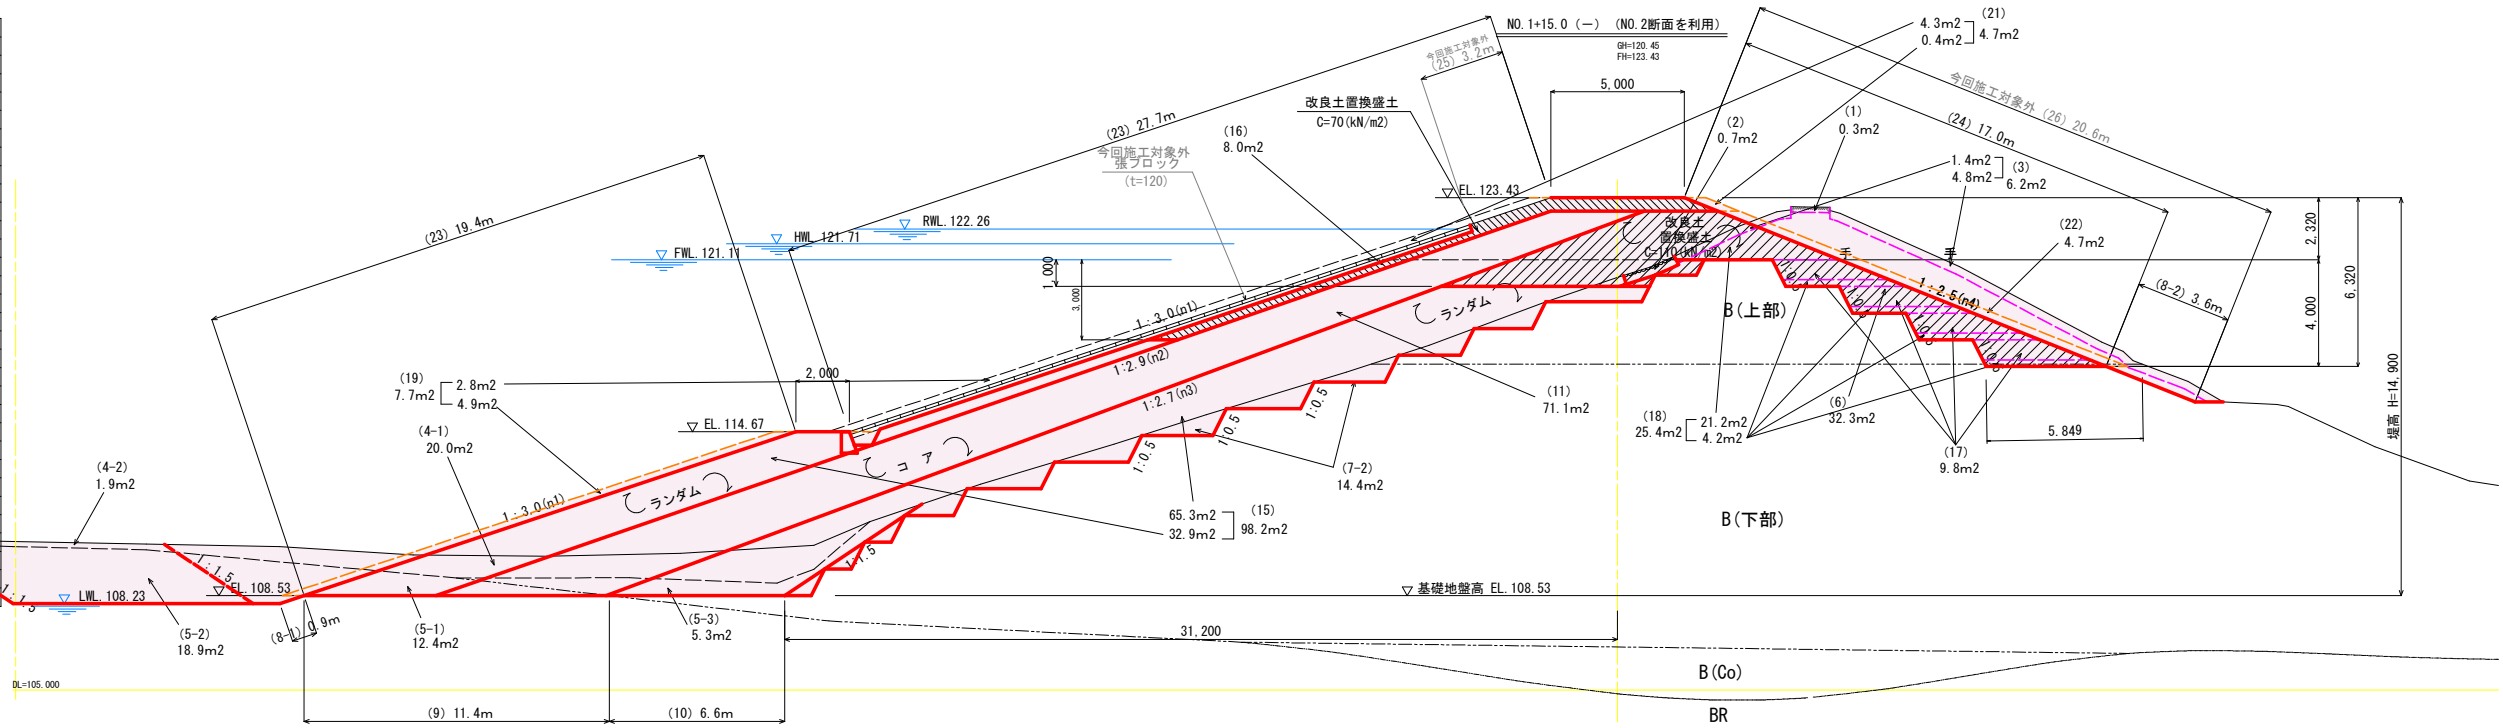 NO.1+15.0 (－) (NO.2断面を利用)
GH=120.45
FH=123.43
(21)
4.3m2
0.4m2
4.7m2
今回施工対象外
(25) 3.2m
5,000
今回施工対象外 (26) 20.6m
(24) 17.0m
(23) 27.7m
改良土置換盛土
C=70(kN/m2)
(16)
8.0m2
(2)
0.7m2
(1)
0.3m2
今回施工対象外
張ブロック
(t=120)
1.4m2
4.8m2
(3)
6.2m2
EL.123.43
RWL.122.26
HWL.121.71
FWL.121.11
(23) 19.4m
改良土
置換盛土
C=110(kN/m2)
(22)
4.7m2
2,320
6,320
4,000
1,000
3,000
1:3.0(n1)
ランダム
B(上部)
1:2.5(n4)
(8-2) 3.6m
1:2.9(n2)
1:2.7(n3)
(19)
7.7m2
2.8m2
4.9m2
2,000
(11)
71.1m2
1:0.5
1:0.5
1:0.5
(18)
25.4m2
21.2m2
4.2m2
(6)
32.3m2
5.849
(17)
9.8m2
堤高 H=14,900
EL.114.67
(4-1)
20.0m2
コア
(4-2)
1.9m2
(7-2)
14.4m2
1:3.0(n1)
ランダム
65.3m2
32.9m2
(15)
98.2m2
B(下部)
1:1.5
1:1.5
1:1.5
EL.108.53
LWL.108.23
基礎地盤高 EL.108.53
(8-1) 0.9m
(5-2)
18.9m2
(5-1)
12.4m2
(5-3)
5.3m2
31,200
B(Co)
DL=105.000
(9) 11.4m
(10) 6.6m
BR